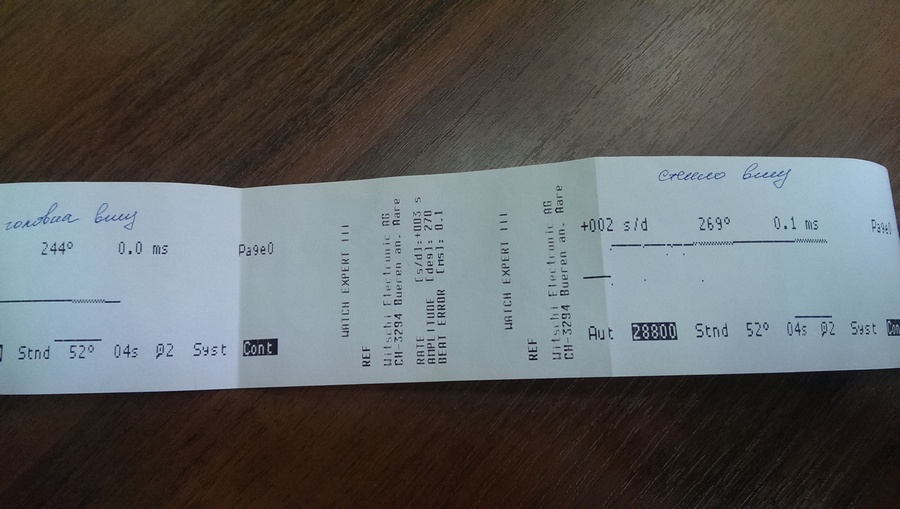 головка вниз
244° 0.0 ms Page0
Stnd 52° 04s 02 Syst Cont
WATCH EXPERT III
REF
Witschi Electronic AG
CH-3294 Bueren an. Aare
RATE [s/d]:+003 s
AMPLITUDE [deg]: 270
BEAT ERROR [ms]: 0.1
WATCH EXPERT III
REF
Witschi Electronic AG
CH-3294 Bueren an. Aare
стекло вниз
+002 s/d 269° 0.1 ms Page0
Aut 28800 Stnd 52° 04s 02 Syst